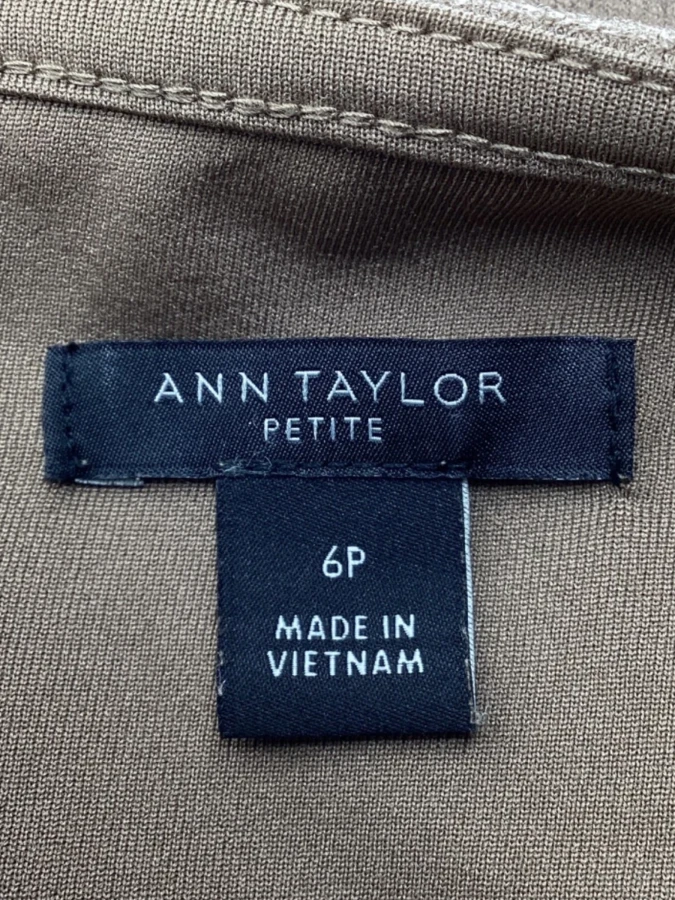 ANN TAYLOR
PETITE
6P
MADE IN
VIETNAM